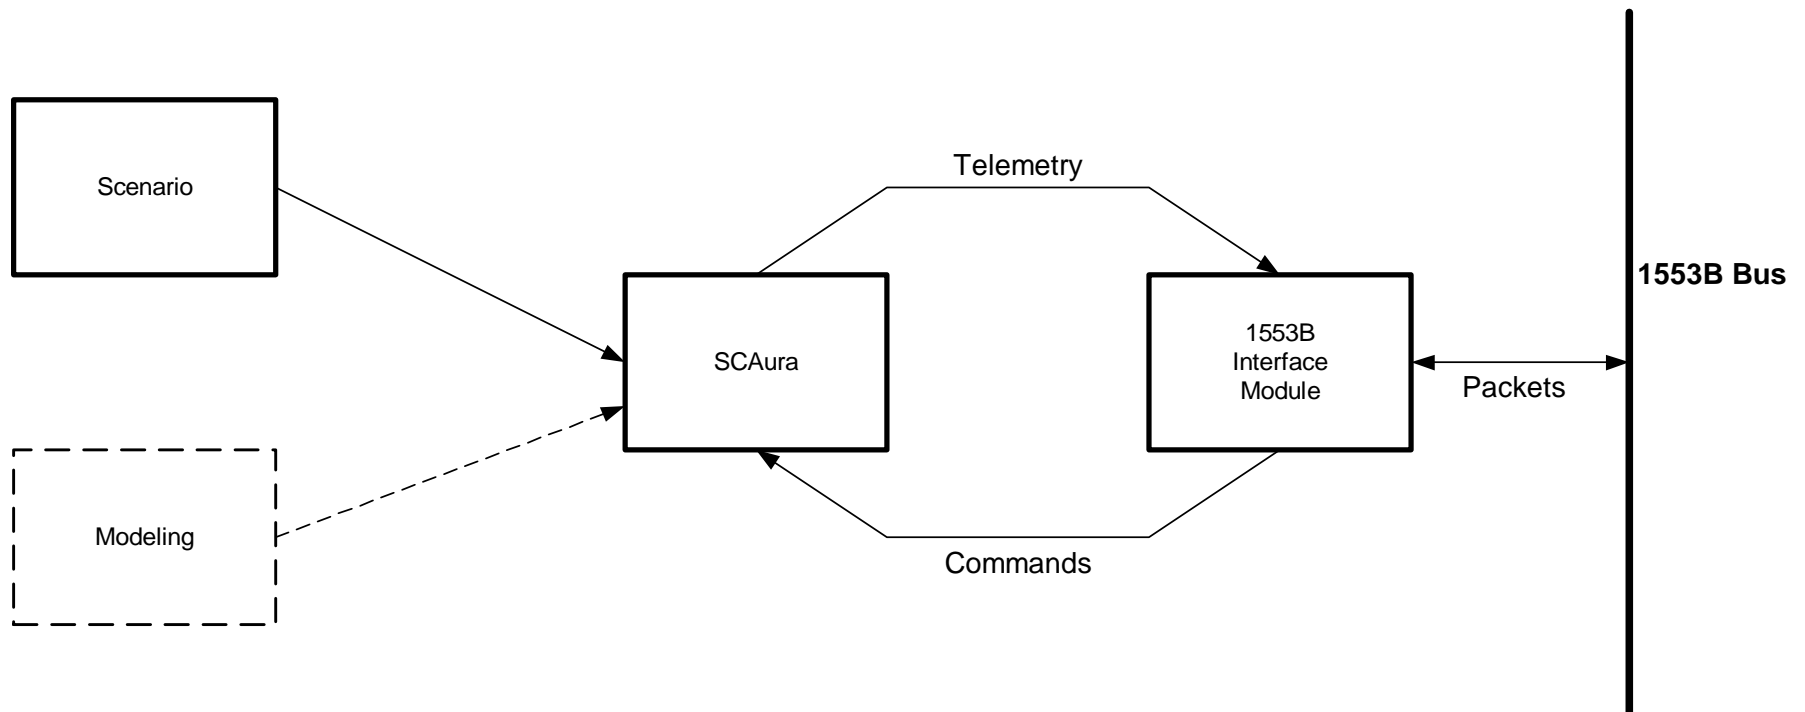 Telemetry
Scenario
1553B Bus
SCAura
1553B
Interface
Module
Packets
Modeling
Commands